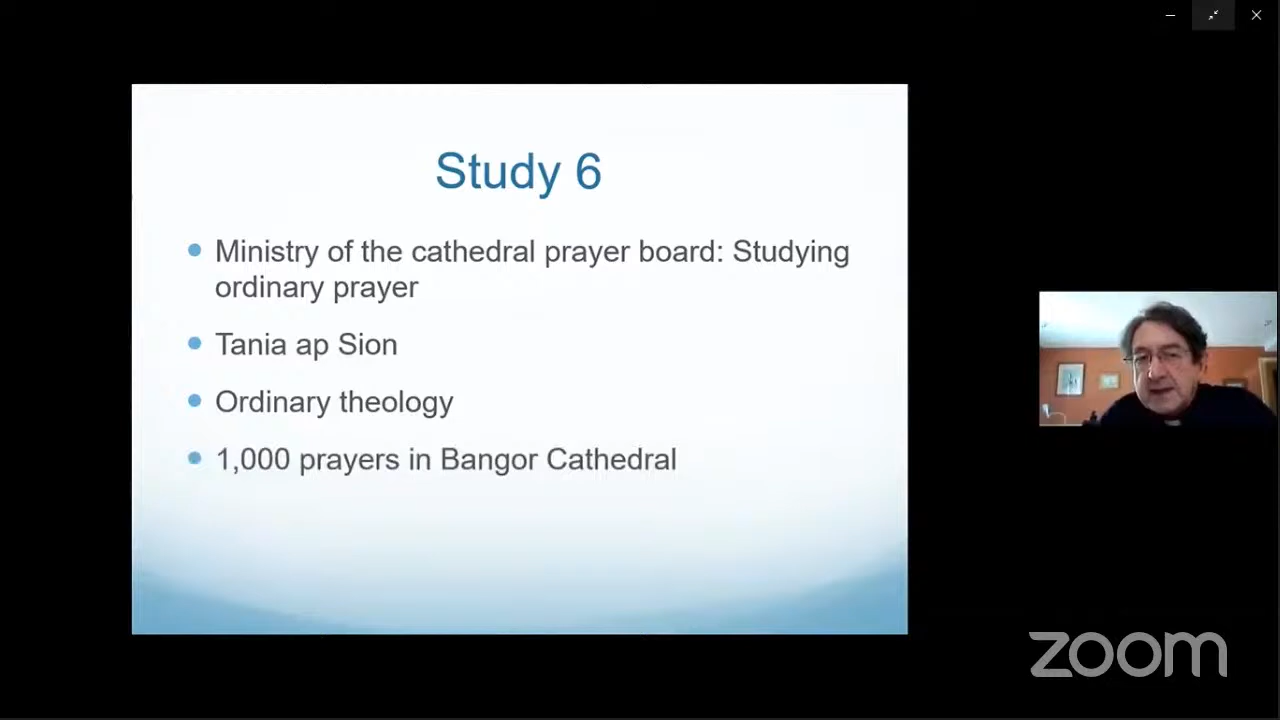 Study 6
Ministry of the cathedral prayer board: Studying
ordinary prayer
Tania ap Sion
Ordinary theology
1,000 prayers in Bangor Cathedral
zoom